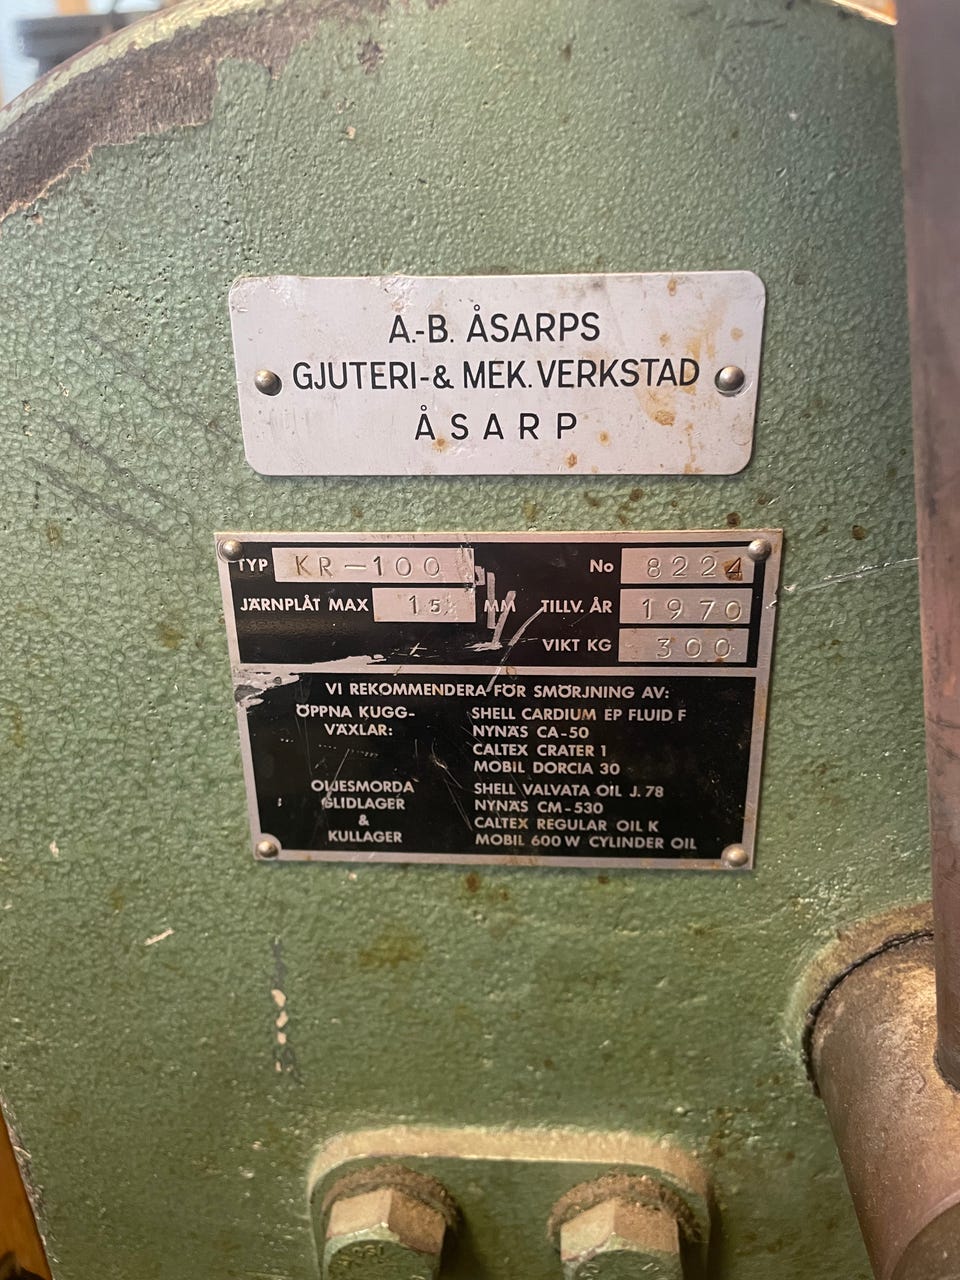 A.-B. ÅSARPS
GJUTERI-& MEK. VERKSTAD
ÅSARP
TYP KR-100 No 8224
JÄRNPLÅT MAX 15 MM TILLV. ÅR 1970
VIKT KG 300
VI REKOMMENDERA FÖR SMÖRJNING AV:
ÖPPNA KUGG- SHELL CARDIUM EP FLUID F
VÄXLAR: NYNÄS CA-50
CALTEX CRATER 1
MOBIL DORCIA 30
OLJESMORDA SHELL VALVATA OIL J. 78
GLIDLAGER NYNÄS CM-530
& CALTEX REGULAR OIL K
KULLAGER MOBIL 600 W CYLINDER OIL